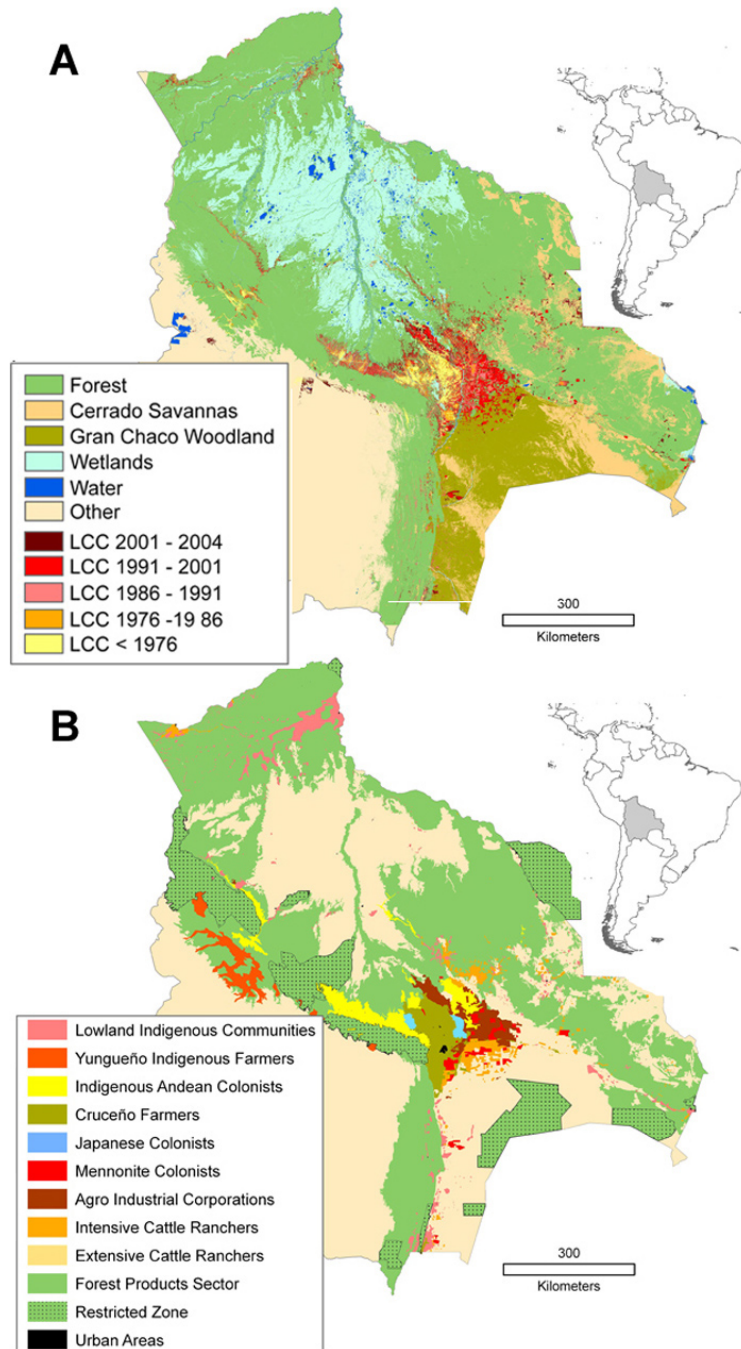 A
Forest
Cerrado Savannas
Gran Chaco Woodland
Wetlands
Water
Other
LCC 2001 - 2004
LCC 1991 - 2001
LCC 1986 - 1991
LCC 1976 -19 86
LCC < 1976
300
Kilometers
B
Lowland Indigenous Communities
Yungueño Indigenous Farmers
Indigenous Andean Colonists
Cruceño Farmers
Japanese Colonists
Mennonite Colonists
Agro Industrial Corporations
Intensive Cattle Ranchers
Extensive Cattle Ranchers
Forest Products Sector
Restricted Zone
Urban Areas
300
Kilometers